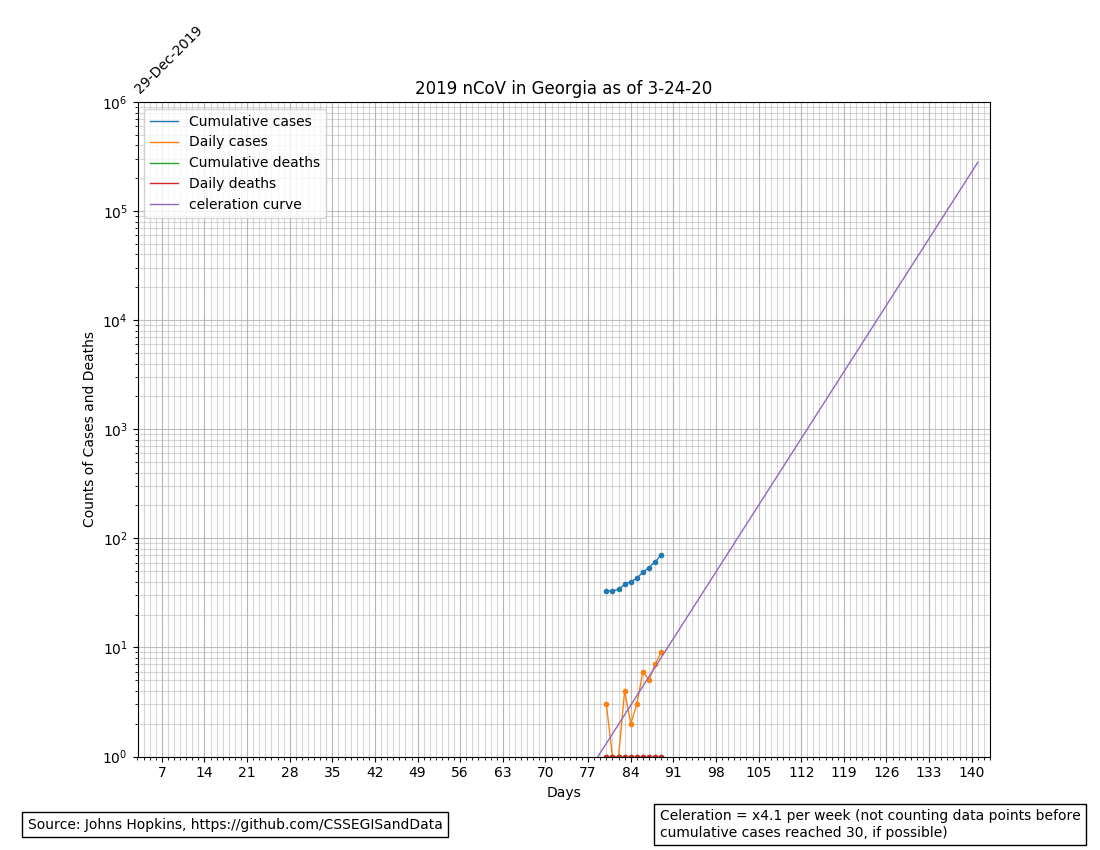 29-Dec-2019
2019 nCoV in Georgia as of 3-24-20
10^6
10^5
10^4
10^3
10^2
10^1
10^0
Counts of Cases and Deaths
Cumulative cases
Daily cases
Cumulative deaths
Daily deaths
celeration curve
7 14 21 28 35 42 49 56 63 70 77 84 91 98 105 112 119 126 133 140
Days
Source: Johns Hopkins, https://github.com/CSSEGISandData
Celeration = x4.1 per week (not counting data points before
cumulative cases reached 30, if possible)